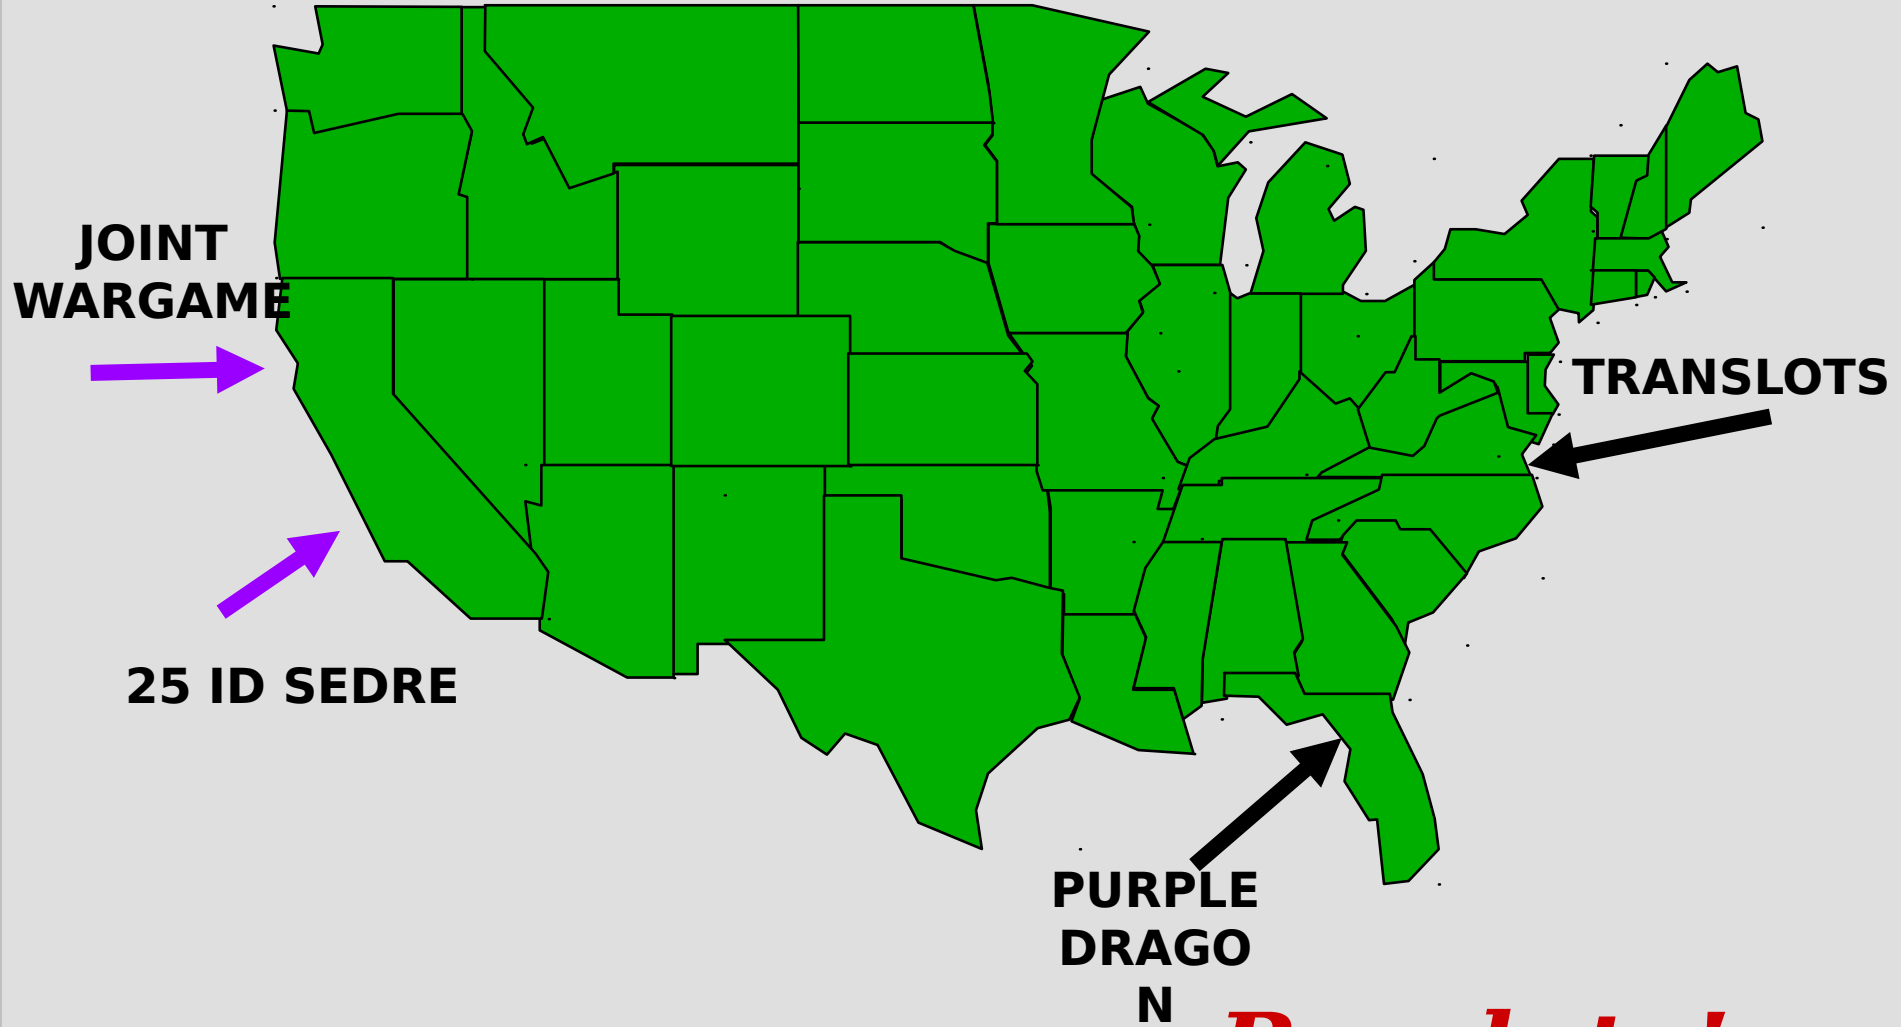 JOINT
WARGAME
TRANSLOTS
25 ID SEDRE
PURPLE
DRAGO
N